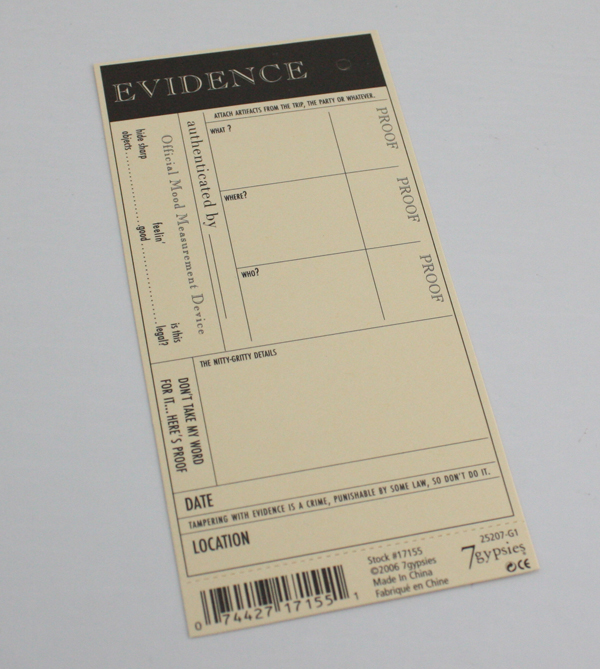 EVIDENCE
ATTACH ARTIFACTS FROM THE TRIP, THE PARTY OR WHATEVER.
WHAT ?
PROOF
WHERE?
PROOF
WHO?
PROOF
authenticated by
Official Mood Measurement Device
hide sharp
objects
feelin'
good
is this
legal?
THE NITTY-GRITTY DETAILS
DON'T TAKE MY WORD
FOR IT... HERE'S PROOF
DATE
TAMPERING WITH EVIDENCE IS A CRIME, PUNISHABLE BY SOME LAW, SO DON'T DO IT.
LOCATION
0 74427 17155 1
Stock #17155
©2006 7gypsies
Made In China
Fabriqué en Chine
25207-G1
7gypsies
CE